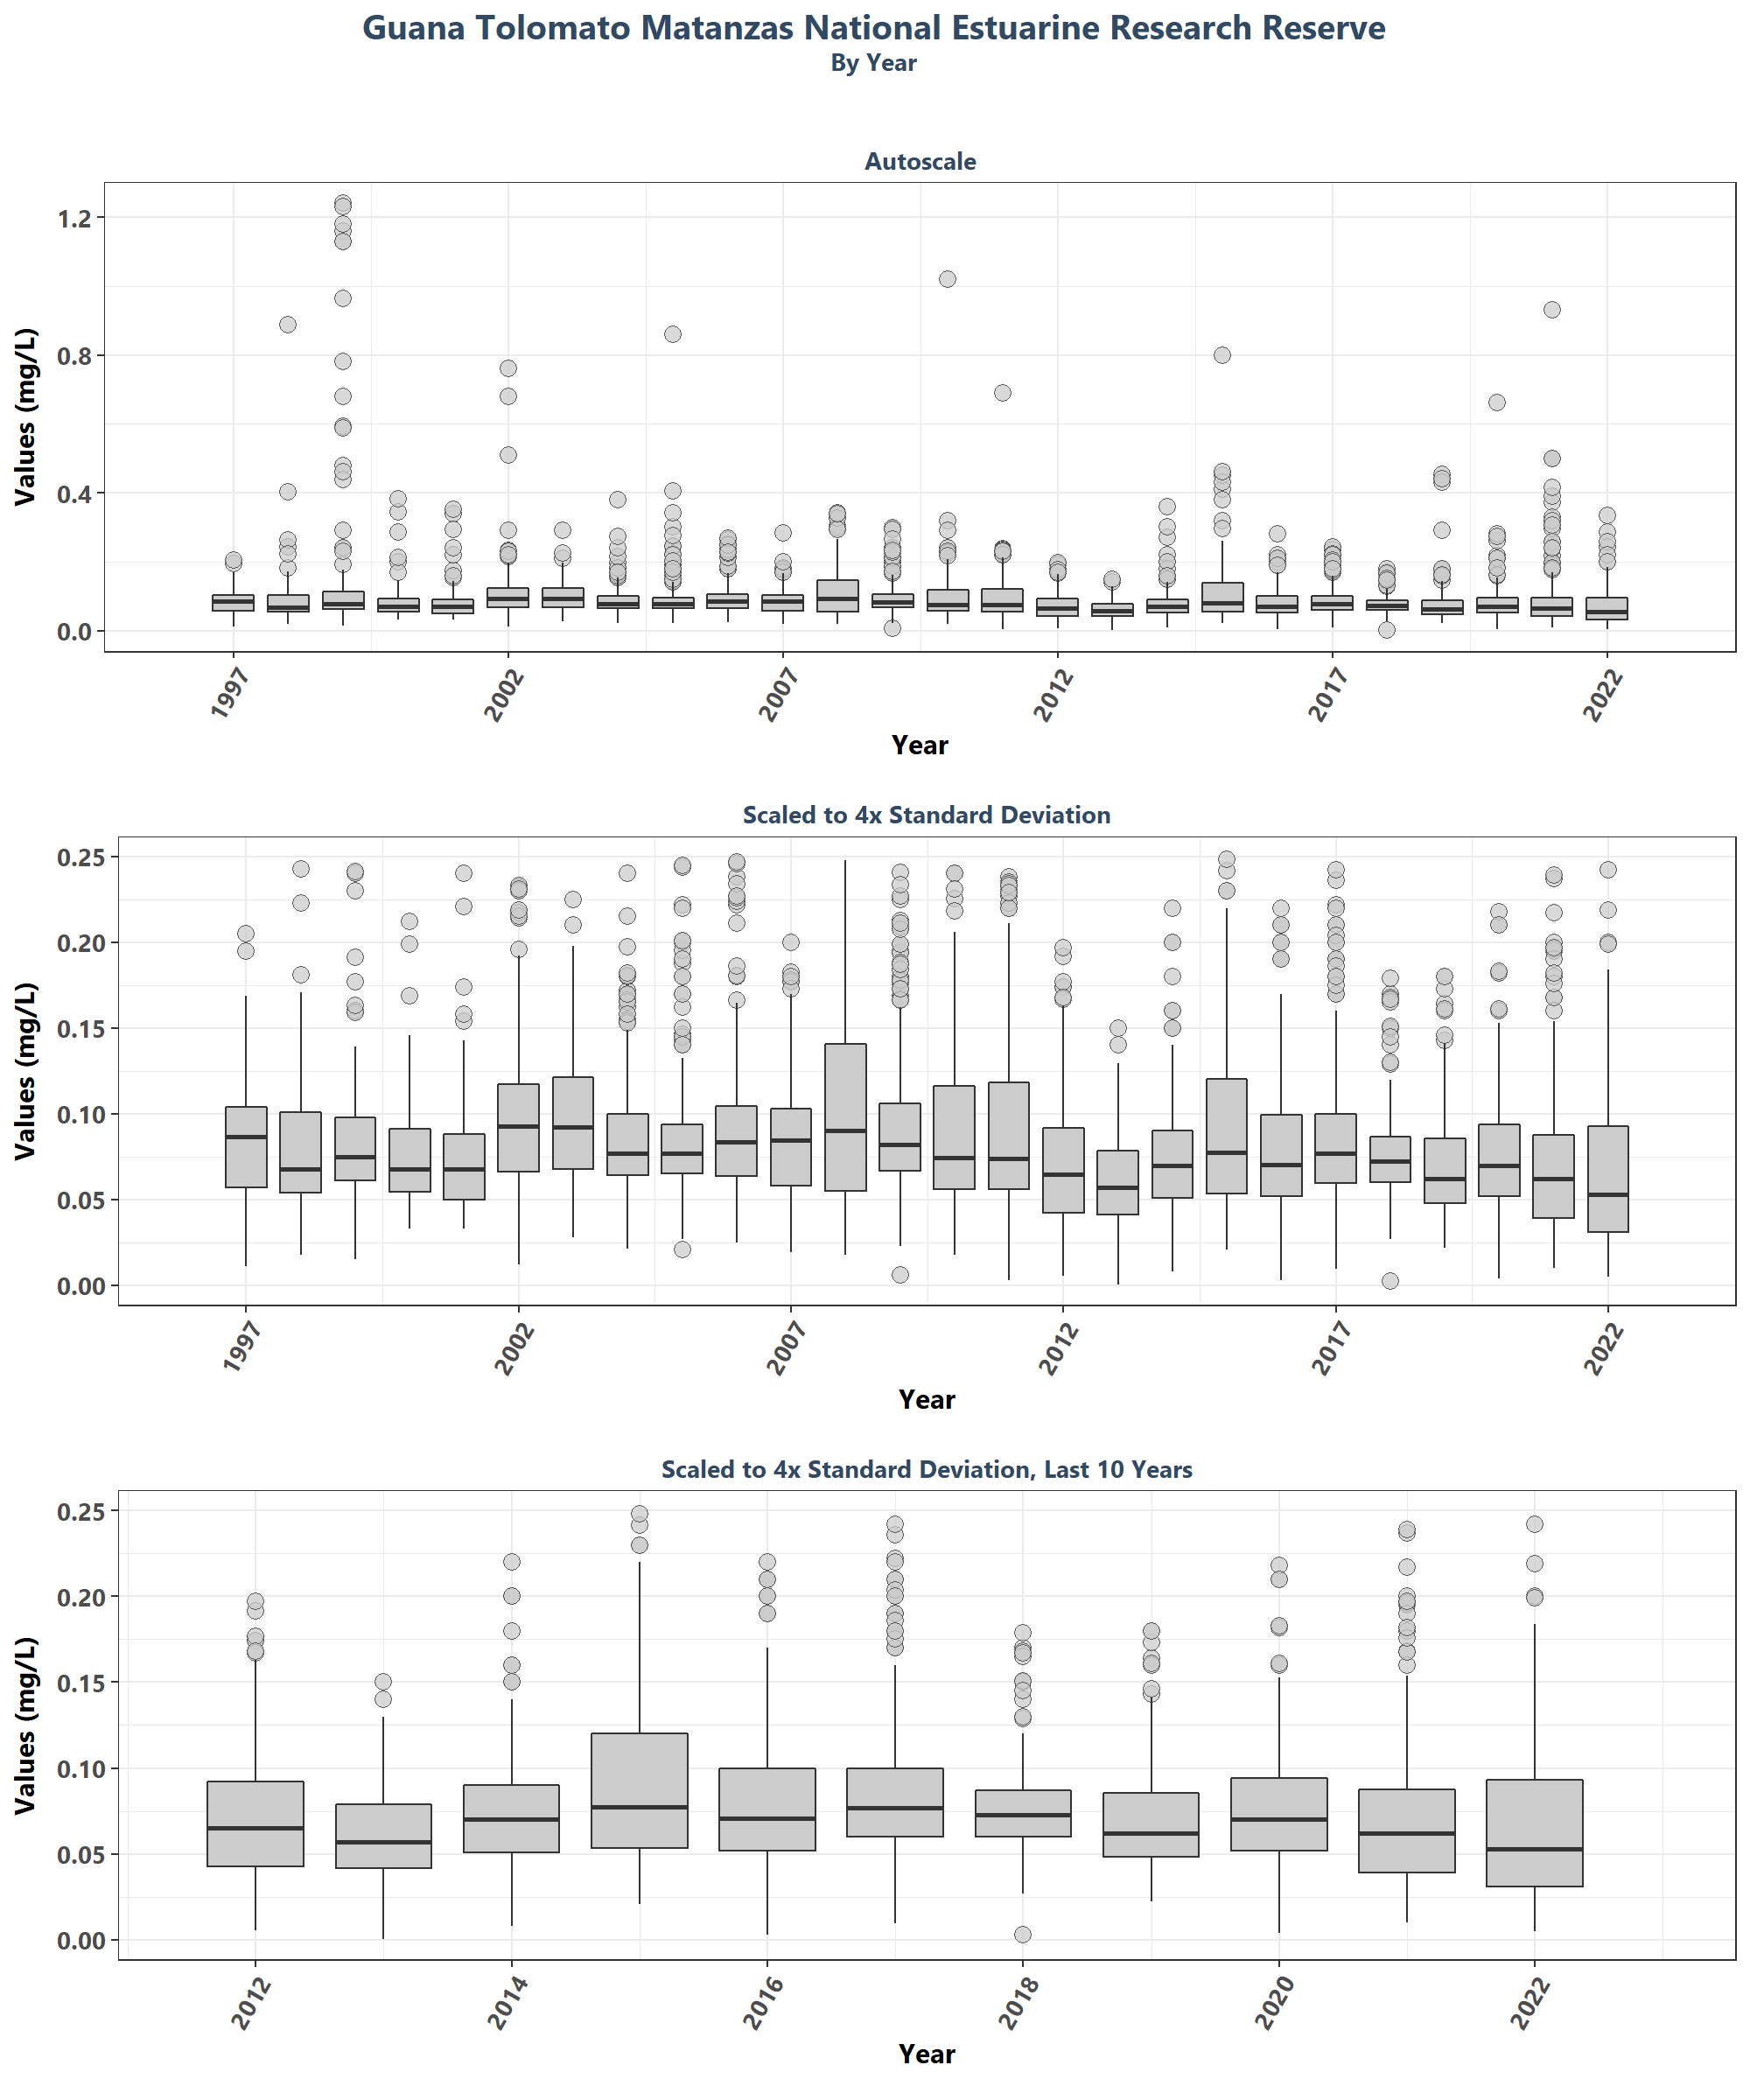 Guana Tolomato Matanzas National Estuarine Research Reserve
By Year
Autoscale
Values (mg/L)
1.2
0.8
0.4
0.0
1997 2002 2007 2012 2017 2022
Year
Scaled to 4x Standard Deviation
Values (mg/L)
0.25
0.20
0.15
0.10
0.05
0.00
1997 2002 2007 2012 2017 2022
Year
Scaled to 4x Standard Deviation, Last 10 Years
Values (mg/L)
0.25
0.20
0.15
0.10
0.05
0.00
2012 2014 2016 2018 2020 2022
Year